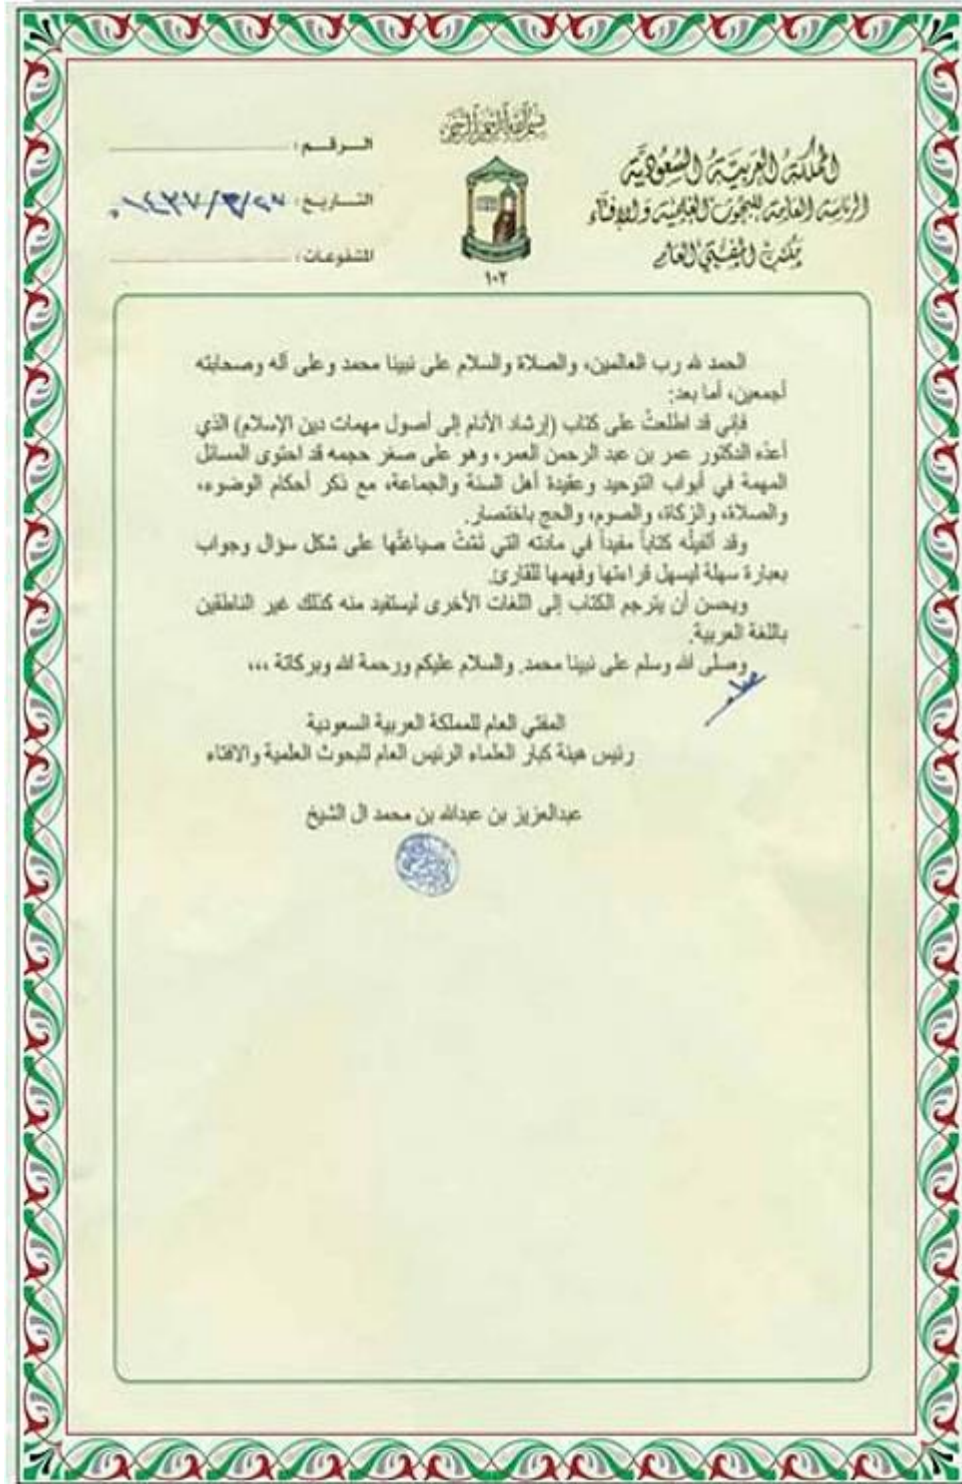 بسم الله الرحمن الرحيم
المملكة العربية السعودية
الرئاسة العامة للبحوث العلمية والإفتاء
مكتب المفتي العام
الرقم:
التاريخ:
المشفوعات:
١٠٢
الحمد لله رب العالمين، والصلاة والسلام على نبينا محمد وعلى آله وصحابته
أجمعين، أما بعد:
فإني قد اطلعتُ على كتاب (إرشاد الأنام إلى أصول مهمات دين الإسلام) الذي
أعدّه الدكتور عمر بن عبد الرحمن العمر، وهو على صغر حجمه قد احتوى المسائل
المهمة في أبواب التوحيد وعقيدة أهل السنة والجماعة، مع ذكر أحكام الوضوء،
والصلاة، والزكاة، والصوم، والحج باختصار.
وقد ألفيتُه كتاباً مفيداً في مادته التي تمّتْ صياغتُها على شكل سؤال وجواب
بعبارة سهلة ليسهل قراءتها وفهمها للقارئ.
ويحسن أن يترجم الكتاب إلى اللغات الأخرى ليستفيد منه كذلك غير الناطقين
باللغة العربية.
وصلى الله وسلم على نبينا محمد. والسلام عليكم ورحمة الله وبركاتة ،،،
المفتي العام للمملكة العربية السعودية
رئيس هيئة كبار العلماء الرئيس العام للبحوث العلمية والافتاء
عبدالعزيز بن عبدالله بن محمد ال الشيخ